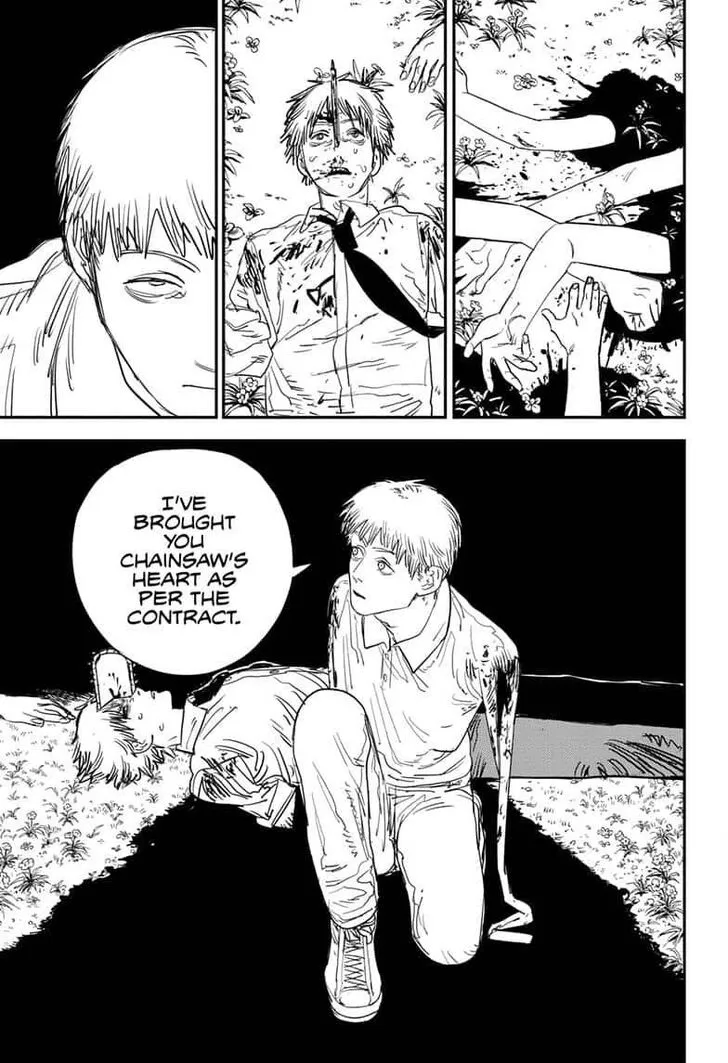 I'VE
BROUGHT
YOU
CHAINSAW'S
HEART AS
PER THE
CONTRACT.